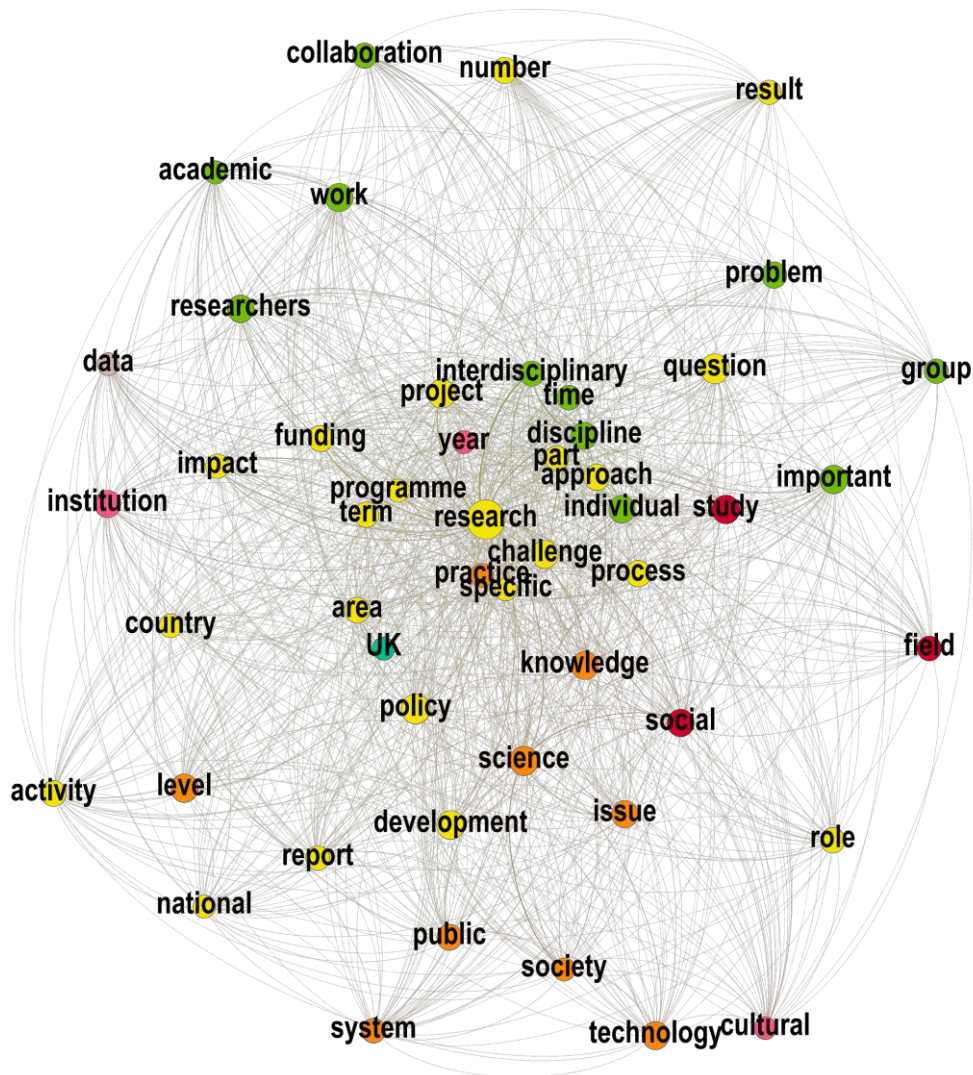 collaboration
number
result
academic
work
problem
researchers
data
interdisciplinary
question
group
project
time
funding
year
discipline
impact
part
approach
important
institution
programme
term
research
individual
study
challenge
practice
process
specific
area
country
UK
knowledge
field
policy
social
science
activity
level
issue
development
role
report
national
public
society
system
technology
cultural